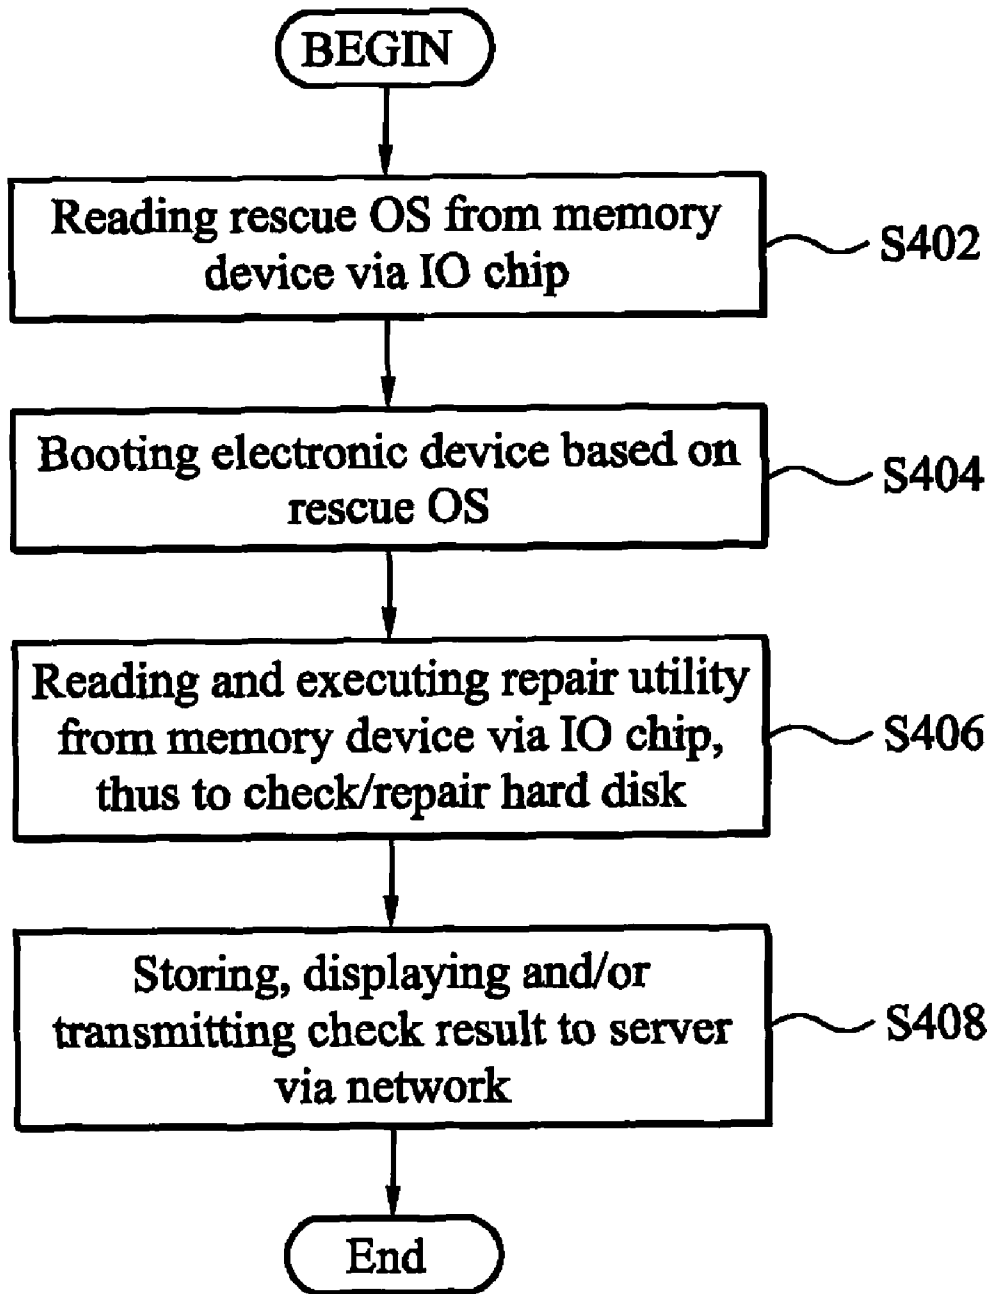 BEGIN
Reading rescue OS from memory
device via IO chip
S402
Booting electronic device based on
rescue OS
S404
Reading and executing repair utility
from memory device via IO chip,
thus to check/repair hard disk
S406
Storing, displaying and/or
transmitting check result to server
via network
S408
End